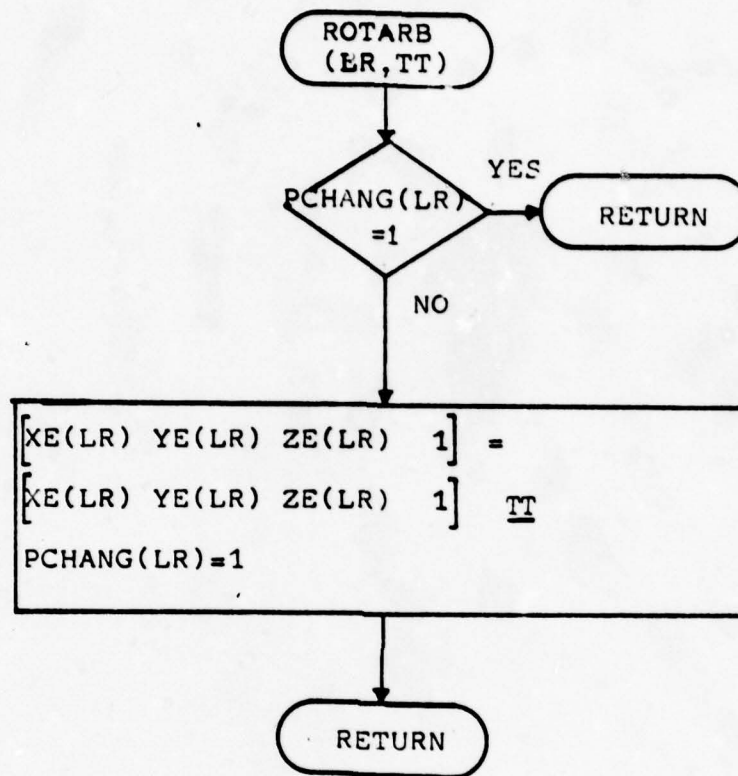 ROTARB
(LR,TT)
PCHANG(LR)
=1
YES
RETURN
NO
[XE(LR) YE(LR) ZE(LR) 1] =
[XE(LR) YE(LR) ZE(LR) 1] TT
PCHANG(LR)=1
RETURN